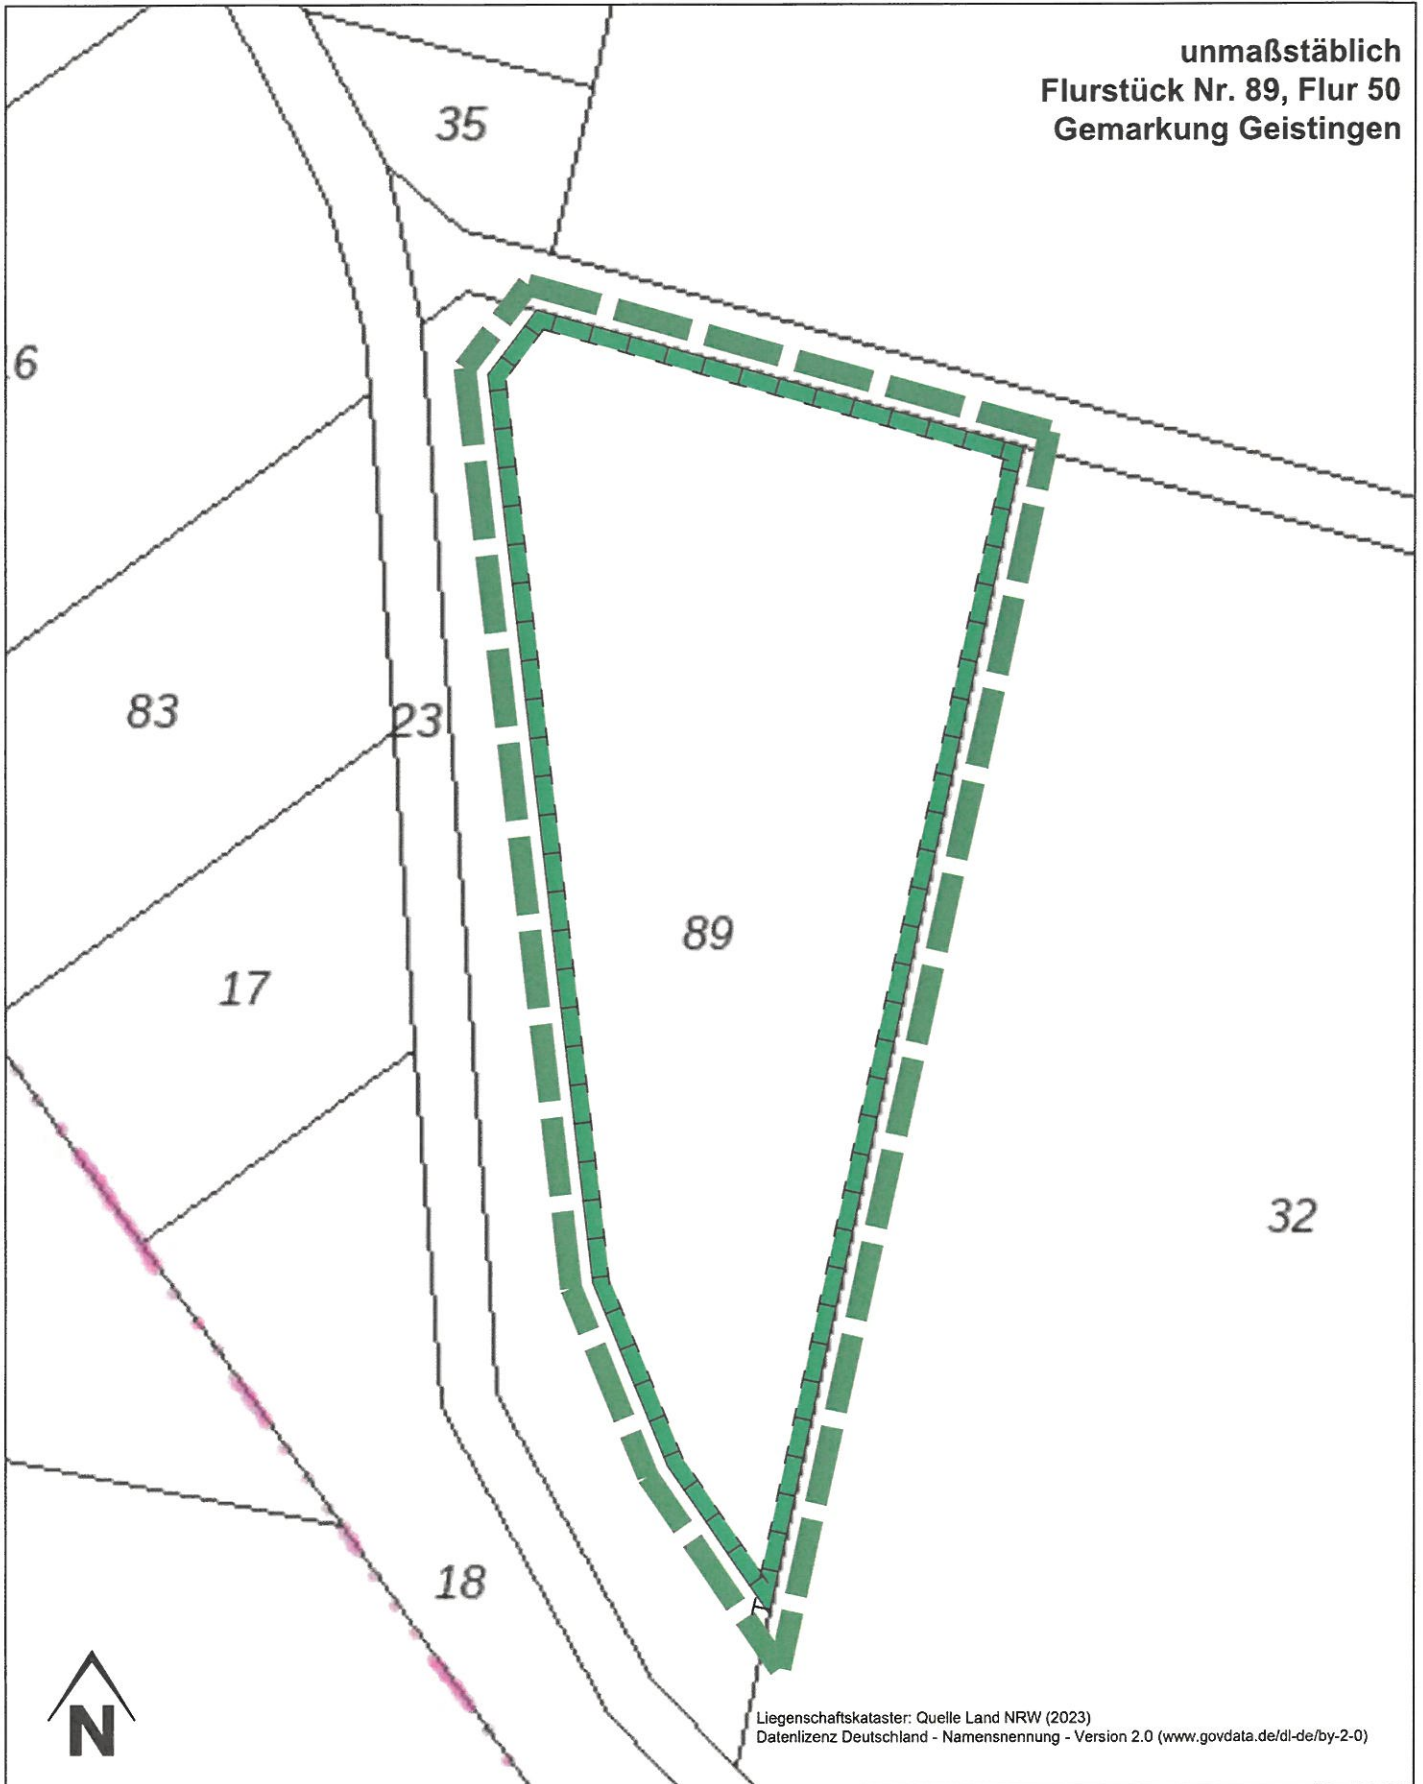 unmaßstäblich
Flurstück Nr. 89, Flur 50
Gemarkung Geistingen
35
6
83
23
89
17
32
18
N
Liegenschaftskataster: Quelle Land NRW (2023)
Datenlizenz Deutschland - Namensnennung - Version 2.0 (www.govdata.de/dl-de/by-2-0)